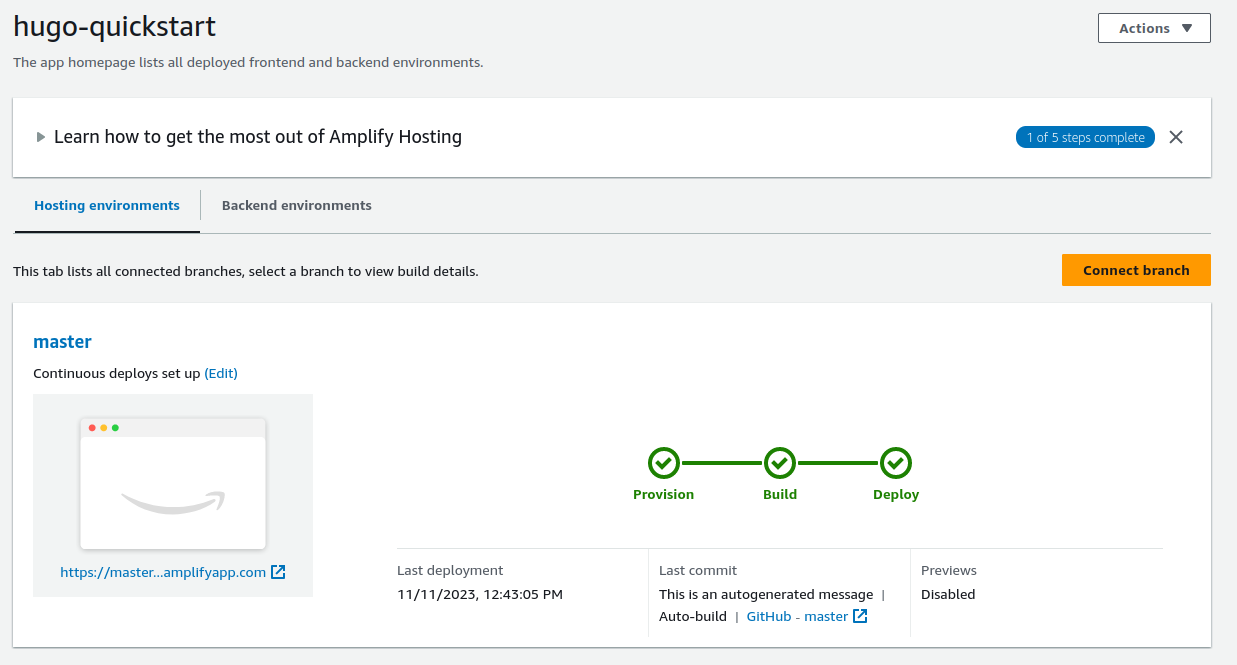 hugo-quickstart
Actions
The app homepage lists all deployed frontend and backend environments.
Learn how to get the most out of Amplify Hosting
1 of 5 steps complete
Hosting environments
Backend environments
This tab lists all connected branches, select a branch to view build details.
Connect branch
master
Continuous deploys set up (Edit)
Provision
Build
Deploy
https://master...amplifyapp.com
Last deployment
11/11/2023, 12:43:05 PM
Last commit
This is an autogenerated message |
Auto-build | GitHub - master
Previews
Disabled